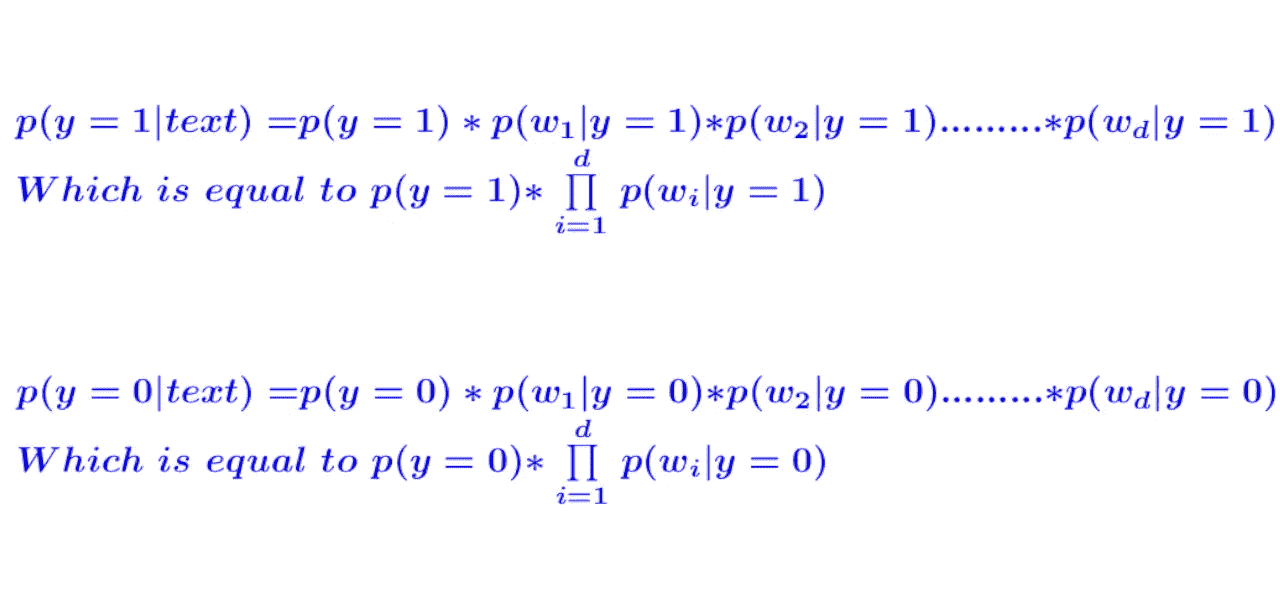 p(y = 1|text) =p(y = 1) * p(w₁|y = 1)*p(w₂|y = 1).........*p(w_d|y = 1)
Which is equal to p(y = 1)* ∏_{i=1}^{d} p(wᵢ|y = 1)
p(y = 0|text) =p(y = 0) * p(w₁|y = 0)*p(w₂|y = 0).........*p(w_d|y = 0)
Which is equal to p(y = 0)* ∏_{i=1}^{d} p(wᵢ|y = 0)